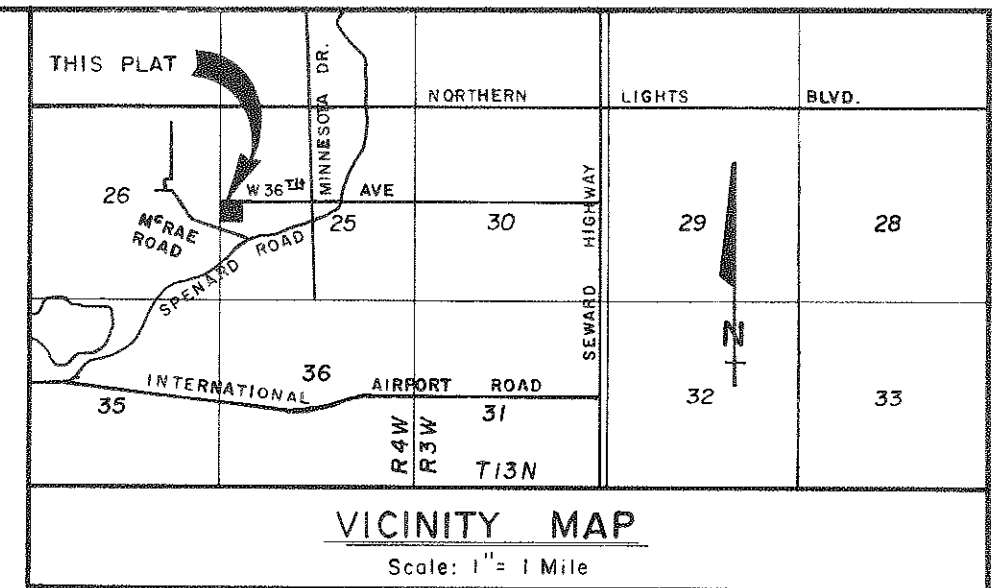 THIS PLAT
MINNESOTA DR.
NORTHERN LIGHTS BLVD.
W 36TH AVE
26
McRAE
ROAD
SPENARD ROAD
25
30
SEWARD HIGHWAY
29
28
N
INTERNATIONAL AIRPORT ROAD
35
36
31
32
33
R4W
R3W
T13N
VICINITY MAP
Scale: 1" = 1 Mile